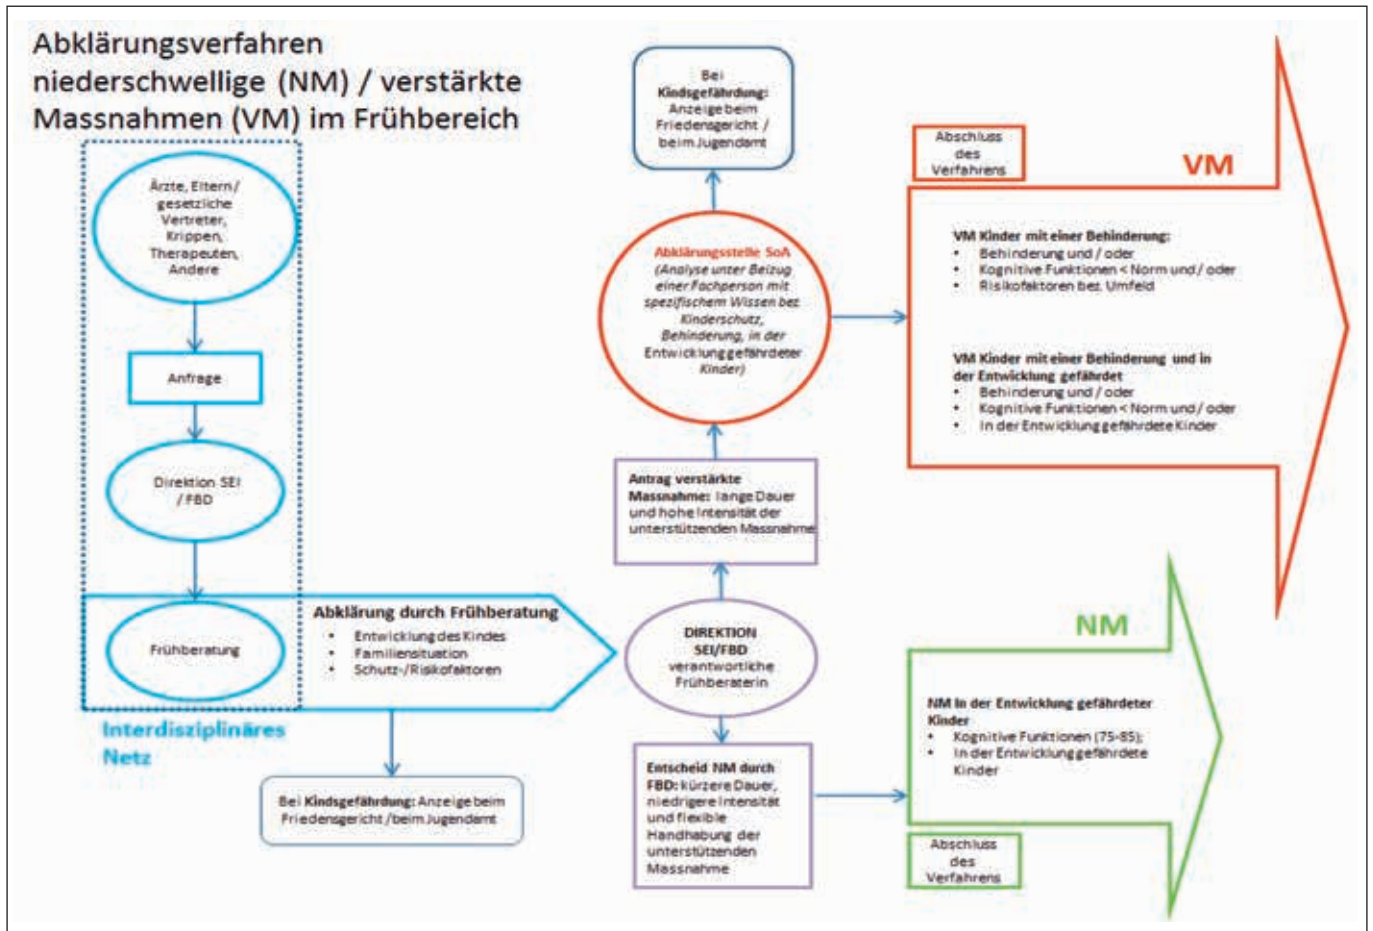 Abklärungsverfahren
niederschwellige (NM) / verstärkte
Massnahmen (VM) im Frühbereich
Ärzte, Eltern/
gesetzliche
Vertreter,
Krippen,
Therapeuten,
Andere
Anfrage
Direktion SEI
/ FBD
Frühberatung
Interdisziplinäres
Netz
Abklärung durch Frühberatung
• Entwicklung des Kindes
• Familiensituation
• Schutz-/Risikofaktoren
Bei Kindsgefährdung: Anzeige beim
Friedensgericht /beim Jugendamt
Bei
Kindsgefährdung:
Anzeige beim
Friedensgericht /
beim Jugendamt
Abklärungsstelle SoA
(Analyse unter Beizug
einer Fachperson mit
spezifischem Wissen bez.
Kinderschutz,
Behinderung, in der
Entwicklung gefährdeter
Kinder)
Antrag verstärkte
Massnahme: lange Dauer
und hohe Intensität der
unterstützenden Massnahme
DIREKTION
SEI/FBD
verantwortliche
Frühberaterin
Entscheid NM durch
FBD: kürzere Dauer,
niedrigere Intensität
und flexible
Handhabung der
unterstützenden
Massnahme
Abschluss
des
Verfahrens
VM
VM Kinder mit einer Behinderung:
• Behinderung und / oder
• Kognitive Funktionen < Norm und / oder
• Risikofaktoren bez. Umfeld
VM Kinder mit einer Behinderung und in
der Entwicklung gefährdet
• Behinderung und / oder
• Kognitive Funktionen < Norm und / oder
• In der Entwicklung gefährdete Kinder
NM
NM In der Entwicklung gefährdeter
Kinder
• Kognitive Funktionen (75-85);
• In der Entwicklung gefährdete
Kinder
Abschluss
des
Verfahrens